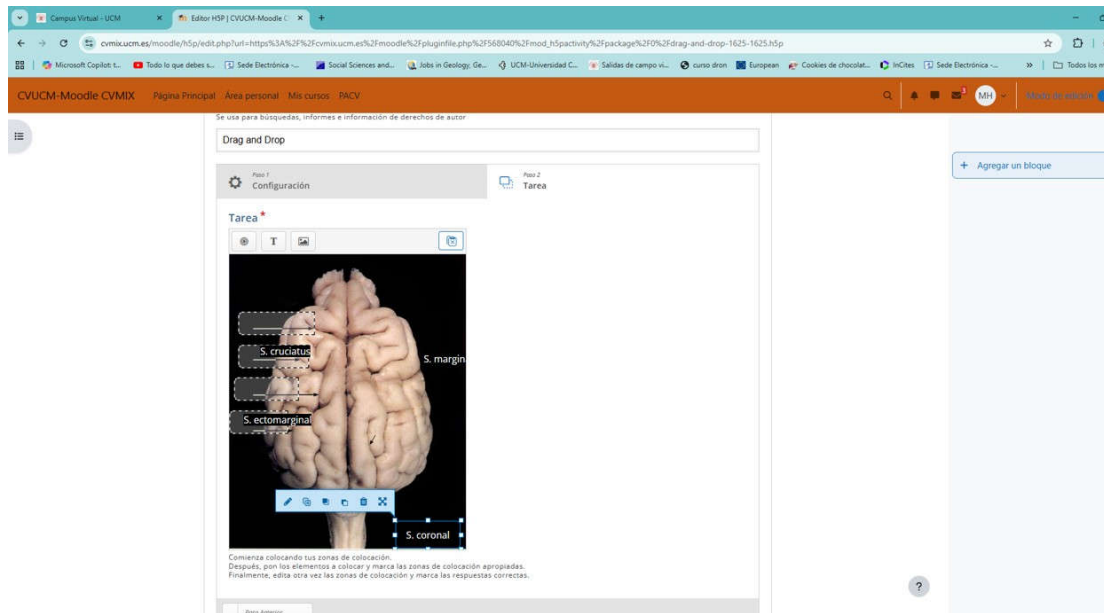 Campus Virtual - UCM
Editor H5P | CVUCM-Moodle C
cvmix.ucm.es/moodle/h5p/edit.php?url=https%3A%2F%2Fcvmix.ucm.es%2Fmoodle%2Fpluginfile.php%2F568040%2Fmod_h5pactivity%2Fpackage%2F0%2Fdrag-and-drop-1625-1625.h5p
Microsoft Copilot: t... Todo lo que debes s... Sede Electrónica -... Social Sciences and... Jobs in Geology, Ge... UCM-Universidad C... Salidas de campo vi... curso dron European Cookies de chocolat... InCites Sede Electrónica -... » Todos los m
CVUCM-Moodle CVMIX Página Principal Área personal Mis cursos PACV MH Modo de edición
Se usa para búsquedas, informes e información de derechos de autor
Drag and Drop
Paso 1
Configuración
Paso 2
Tarea
+ Agregar un bloque
Tarea *
T
S. cruciatus
S. margin
S. ectomarginal
S. coronal
Comienza colocando tus zonas de colocación.
Después, pon los elementos a colocar y marca las zonas de colocación apropiadas.
Finalmente, edita otra vez las zonas de colocación y marca las respuestas correctas.
?